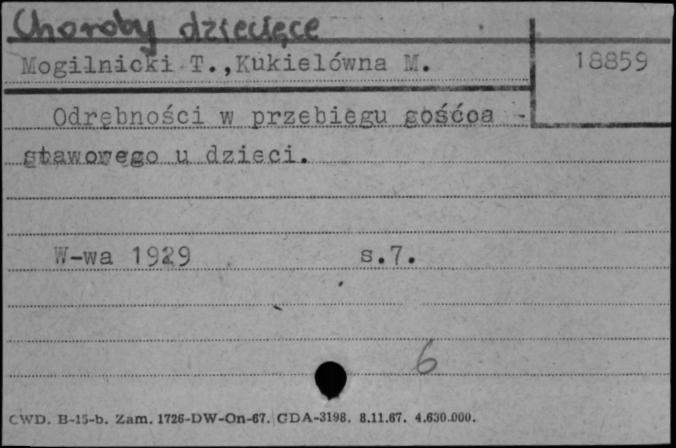 Choroby dziecięce
Mogilnicki T.,Kukielówna M.
18859
Odrębności w przebiegu gośćoa -
stawowego u dzieci.
W-wa 1929 s.7.
6
CWD. B-15-b. Zam. 1726-DW-On-67. CDA-3198. 8.11.67. 4.630.000.